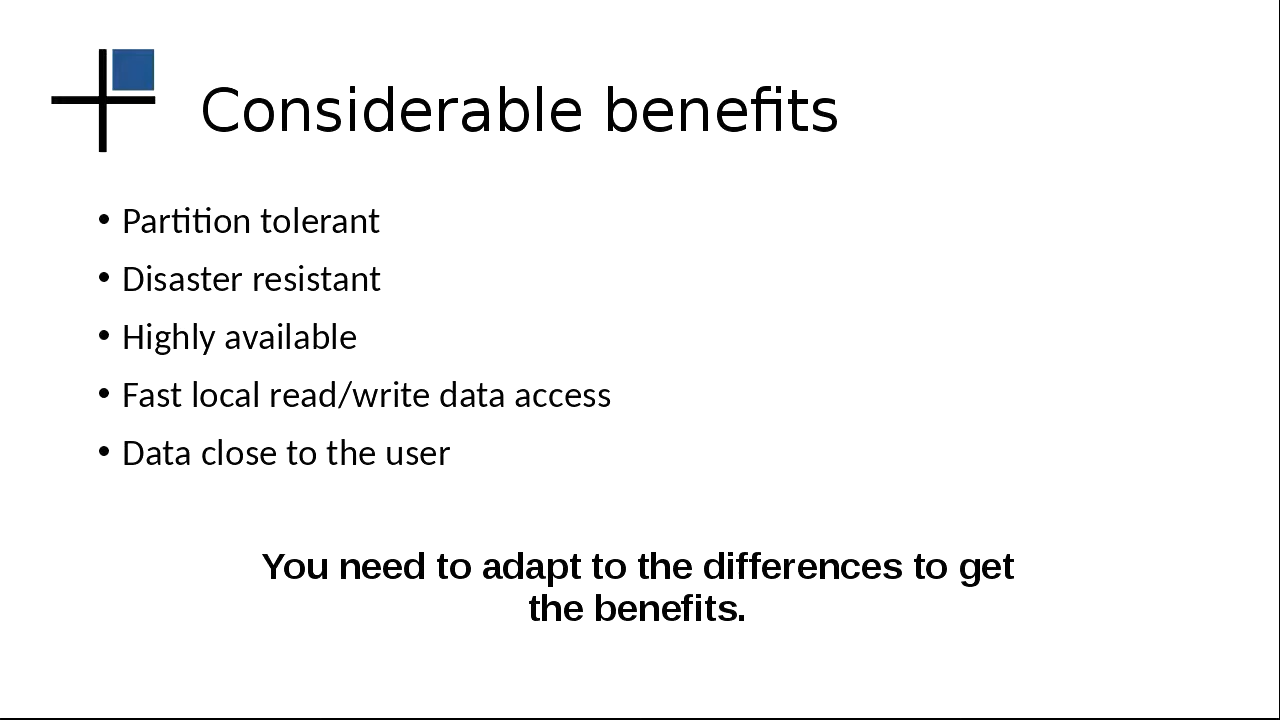 Considerable benefits
• Partition tolerant
• Disaster resistant
• Highly available
• Fast local read/write data access
• Data close to the user
You need to adapt to the differences to get
the benefits.